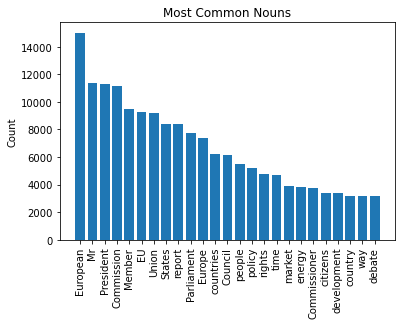 Most Common Nouns
Count
14000
12000
10000
8000
6000
4000
2000
0
European
Mr
President
Commission
Member
EU
Union
States
report
Parliament
Europe
countries
Council
people
policy
rights
time
market
energy
Commissioner
citizens
development
country
way
debate